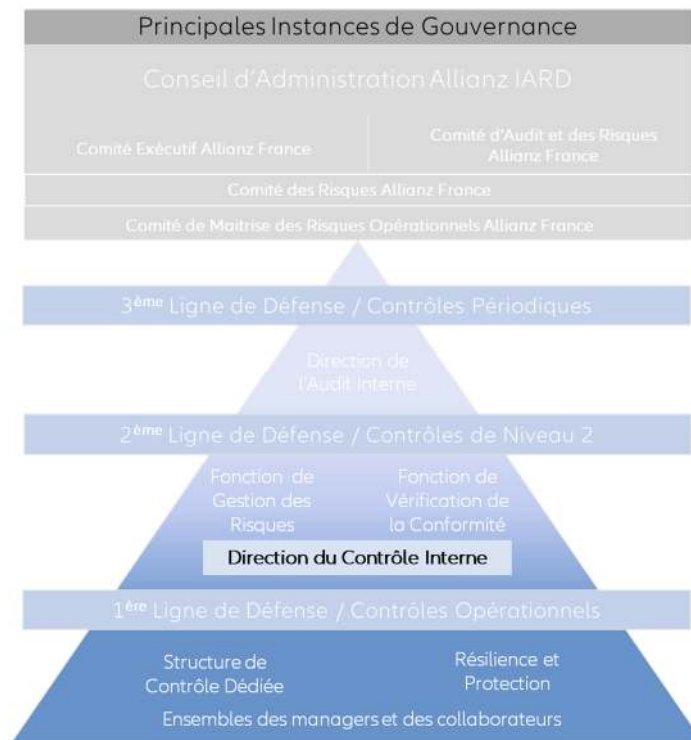 Principales Instances de Gouvernance
Conseil d'Administration Allianz IARD
Comité Exécutif Allianz France
Comité d'Audit et des Risques
Allianz France
Comité des Risques Allianz France
Comité de Maitrise des Risques Opérationnels Allianz France
3ème Ligne de Défense / Contrôles Périodiques
Direction de
l'Audit Interne
2ème Ligne de Défense / Contrôles de Niveau 2
Fonction de
Gestion des
Risques
Fonction de
Vérification de
la Conformité
Direction du Contrôle Interne
1ère Ligne de Défense / Contrôles Opérationnels
Structure de
Contrôle Dédiée
Résilience et
Protection
Ensembles des managers et des collaborateurs